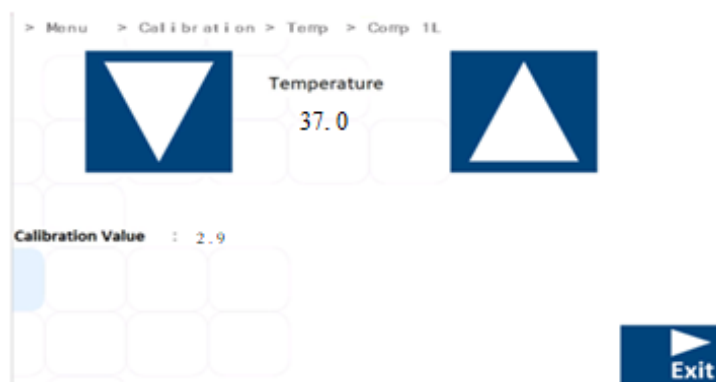 > Menu > Calibration > Temp > Comp 1L
Temperature
37.0
Calibration Value : 2.9
Exit